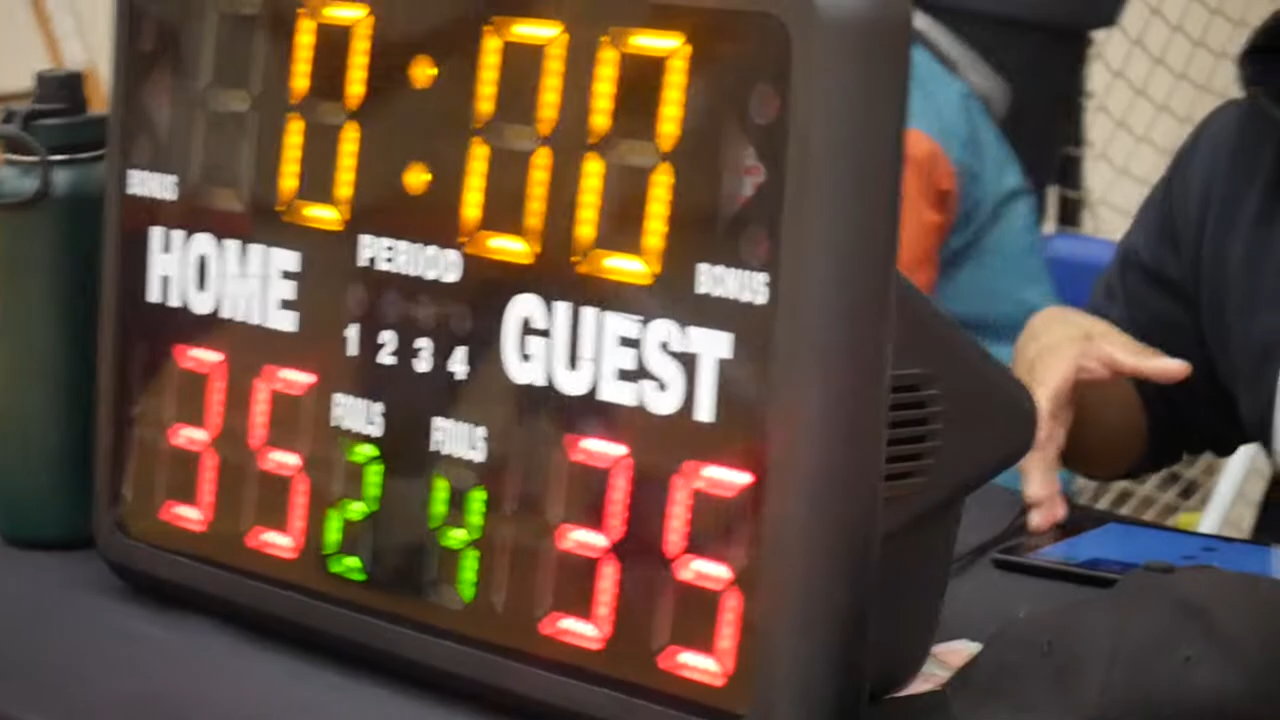 0:00
BONUS
HOME PERIOD BONUS
1 2 3 4 GUEST
FOULS FOULS
35 2 4 35